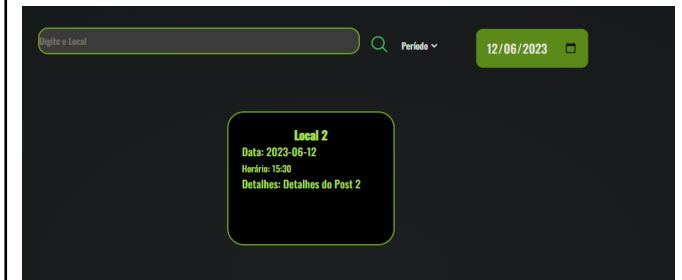 Digite o Local
Período
12/06/2023
Local 2
Data: 2023-06-12
Horário: 15:30
Detalhes: Detalhes do Post 2